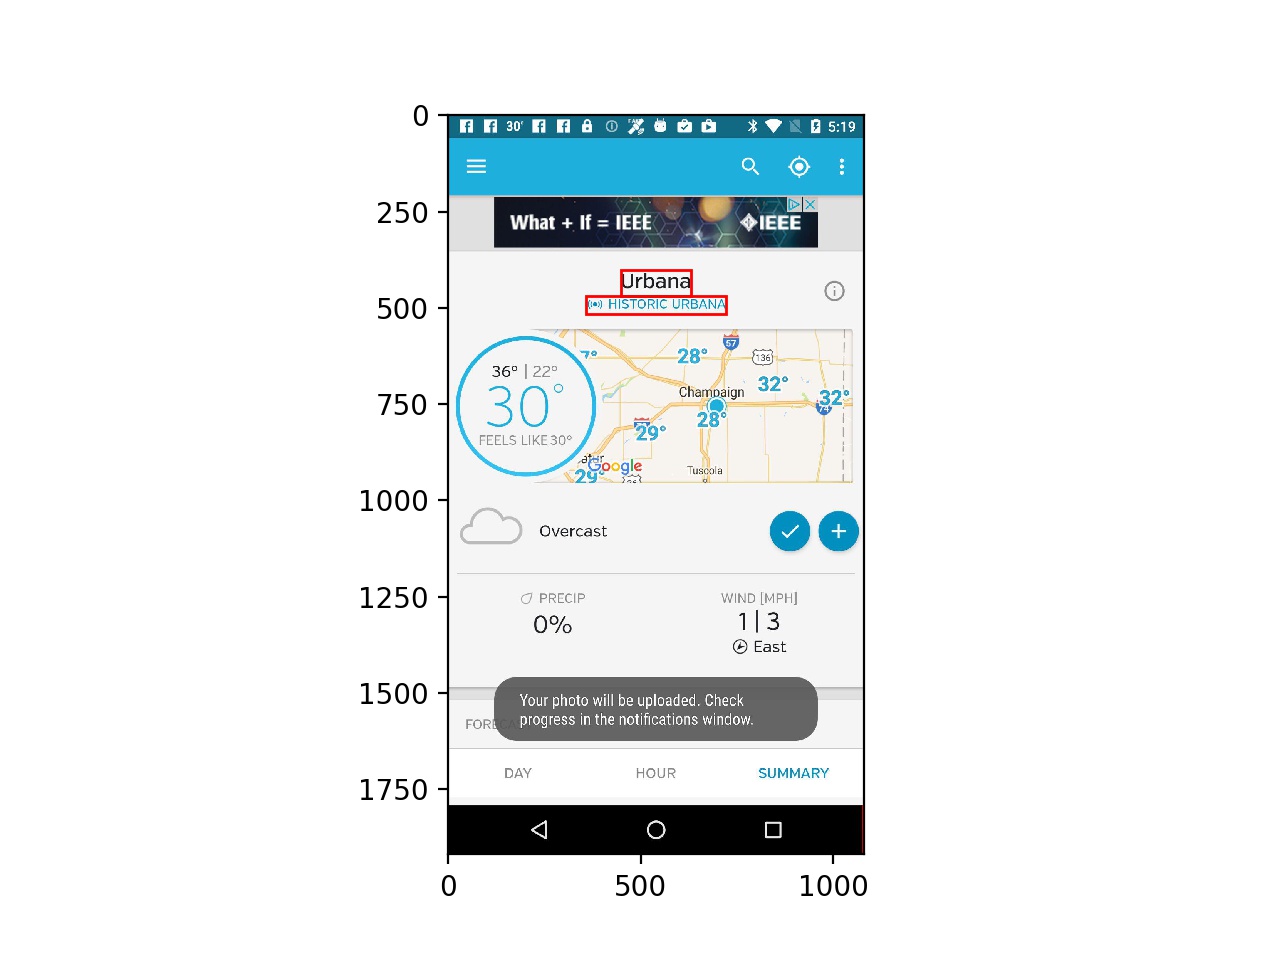 0
250
500
750
1000
1250
1500
1750
30°
5:19
What + If = IEEE
IEEE
Urbana
HISTORIC URBANA
36° | 22°
30°
FEELS LIKE 30°
7°
28°
57
136
32°
Champaign
32°
74
28°
29°
Google
29°
Tuscola
Overcast
PRECIP
0%
WIND [MPH]
1 | 3
East
Your photo will be uploaded. Check
progress in the notifications window.
DAY
HOUR
SUMMARY
0
500
1000